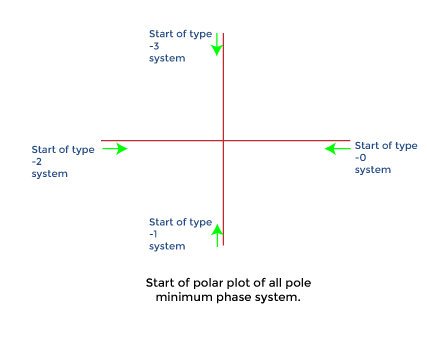 Start of type
-3
system
Start of type
-2
system
Start of type
-0
system
Start of type
-1
system
Start of polar plot of all pole
minimum phase system.